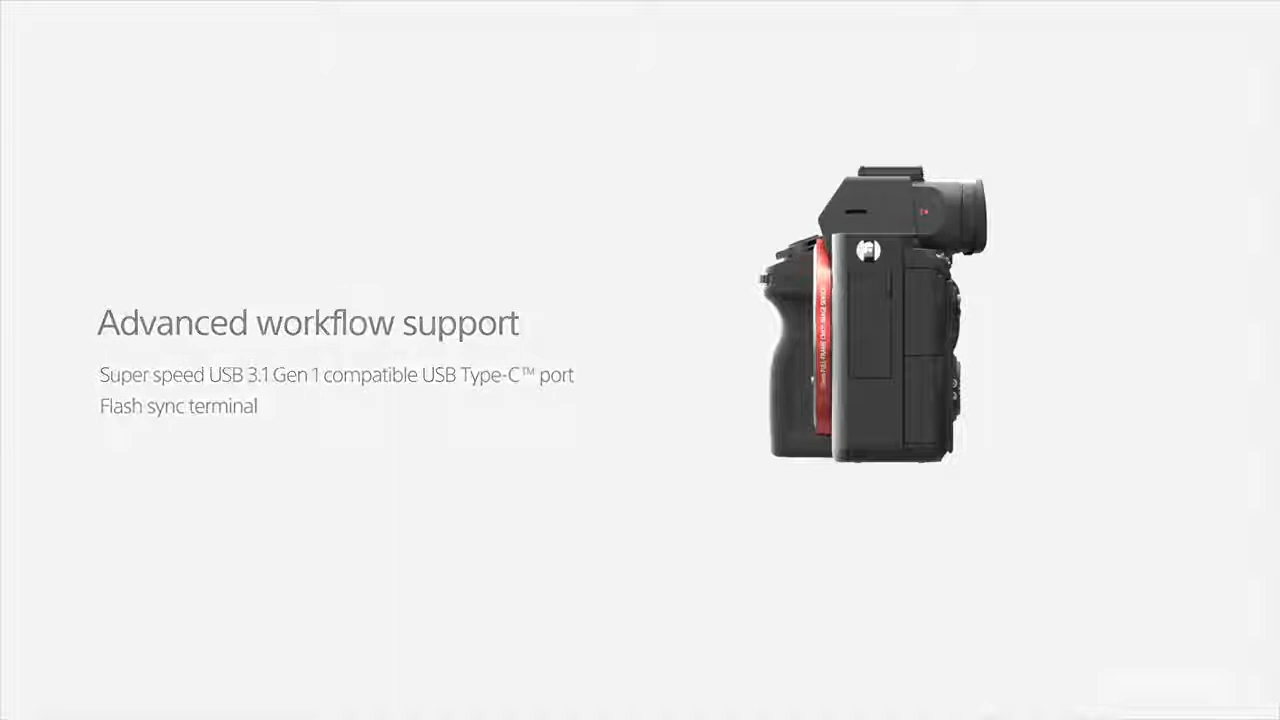 Advanced workflow support
Super speed USB 3.1 Gen 1 compatible USB Type-C™ port
Flash sync terminal